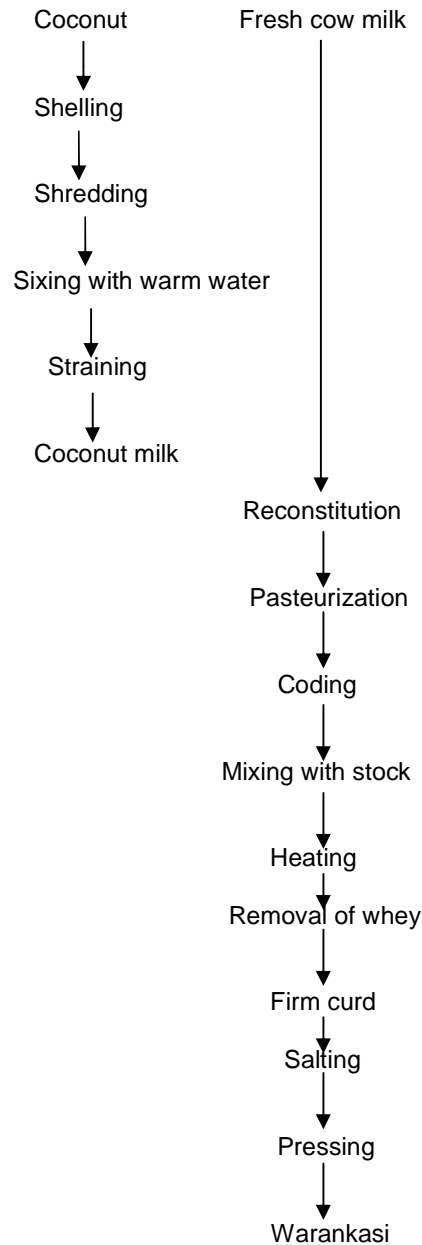 Coconut
Shelling
Shredding
Sixing with warm water
Straining
Coconut milk
Fresh cow milk
Reconstitution
Pasteurization
Coding
Mixing with stock
Heating
Removal of whey
Firm curd
Salting
Pressing
Warankasi